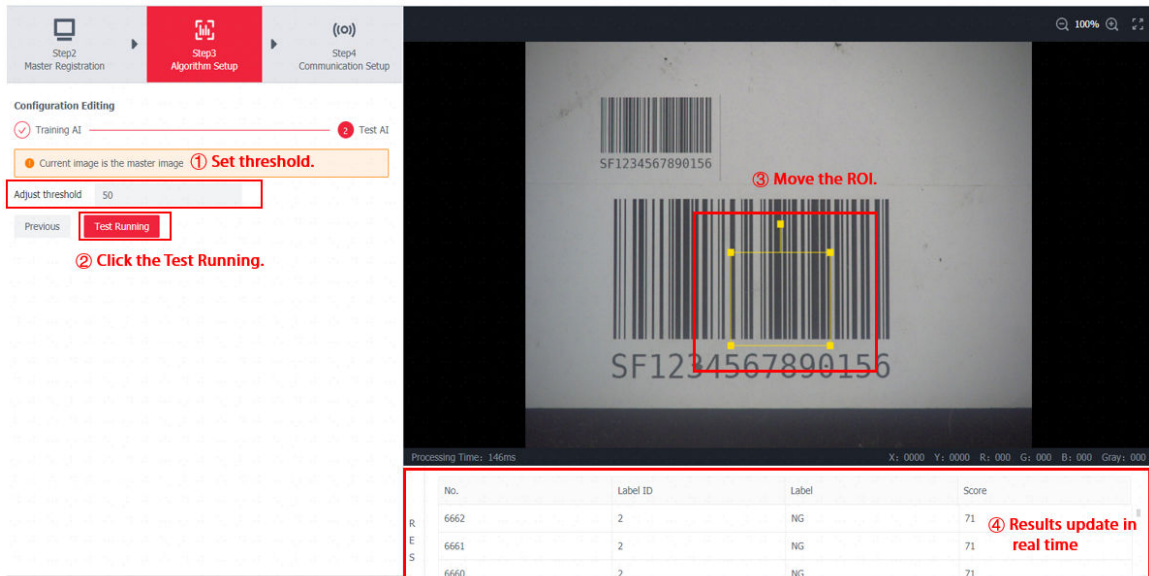 Step2
Master Registration
Step3
Algorithm Setup
Step4
Communication Setup
100%
Configuration Editing
Training AI
2 Test AI
Current image is the master image
① Set threshold.
Adjust threshold 50
Previous
Test Running
② Click the Test Running.
SF1234567890156
③ Move the ROI.
SF1234567890156
Processing Time: 146ms
X: 0000 Y: 0000 R: 000 G: 000 B: 000 Gray: 000
R
E
S
No. Label ID Label Score
6662 2 NG 71
6661 2 NG 71
6660 2 NG 71
④ Results update in
real time